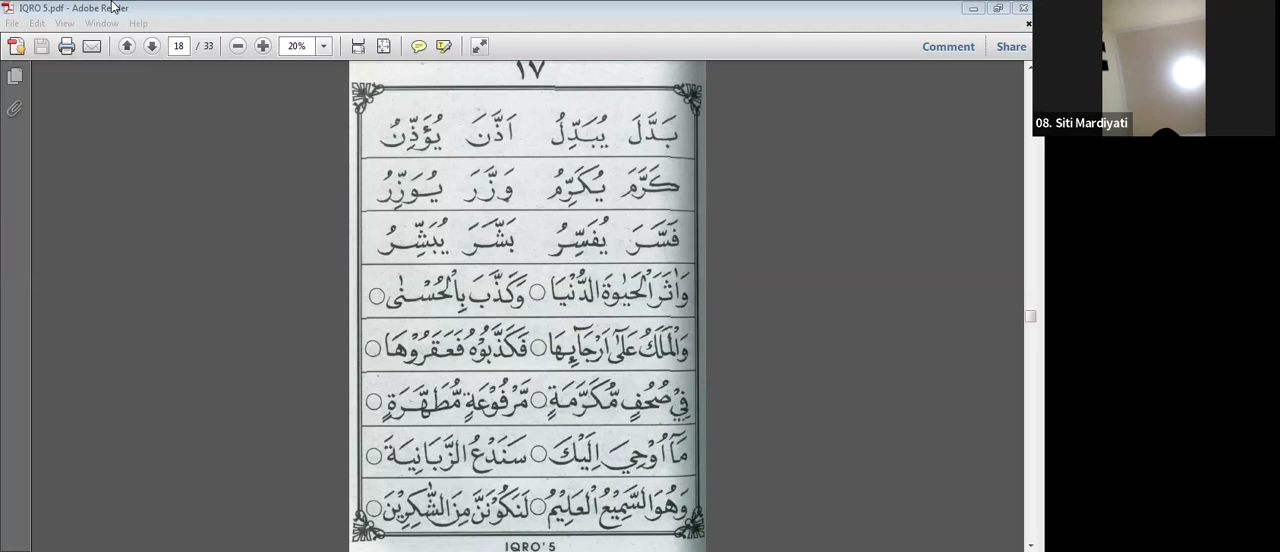 IQRO 5.pdf - Adobe Reader
File Edit View Window Help
18 / 33 20% Comment Share
08. Siti Mardiyati
١٧
بَدَّلَ يُبَدِّلُ اَذَّنَ يُؤَذِّنُ
كَرَّمَ يُكَرِّمُ وَزَّرَ يُوَزِّرُ
فَسَّرَ يُفَسِّرُ بَشَّرَ يُبَشِّرُ
وَاٰثَرَ الْحَيٰوةَ الدُّنْيَا ○ وَكَذَّبَ بِالْحُسْنٰى ○
وَالْمَلَكُ عَلٰٓى اَرْجَآئِهَا ○ فَكَذَّبُوْهُ فَعَقَرُوْهَا ○
فِيْ صُحُفٍ مُّكَرَّمَةٍ ○ مَّرْفُوْعَةٍ مُّطَهَّرَةٍ ○
مَآ اُوْحِيَ اِلَيْكَ ○ سَنَدْعُ الزَّبَانِيَةَ ○
وَهُوَ السَّمِيْعُ الْعَلِيْمُ ○ لَنَكُوْنَنَّ مِنَ الشّٰكِرِيْنَ ○
IQRO' 5